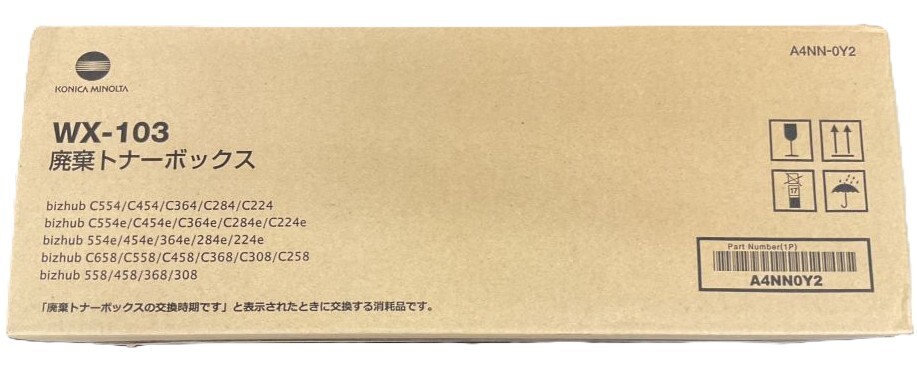 A4NN-0Y2
KONICA MINOLTA
WX-103
廃棄トナーボックス
bizhub C554/C454/C364/C284/C224
bizhub C554e/C454e/C364e/C284e/C224e
bizhub 554e/454e/364e/284e/224e
bizhub C658/C558/C458/C368/C308/C258
bizhub 558/458/368/308
「廃棄トナーボックスの交換時期です」と表示されたときに交換する消耗品です。
17
Part Number(1P)
A4NN0Y2